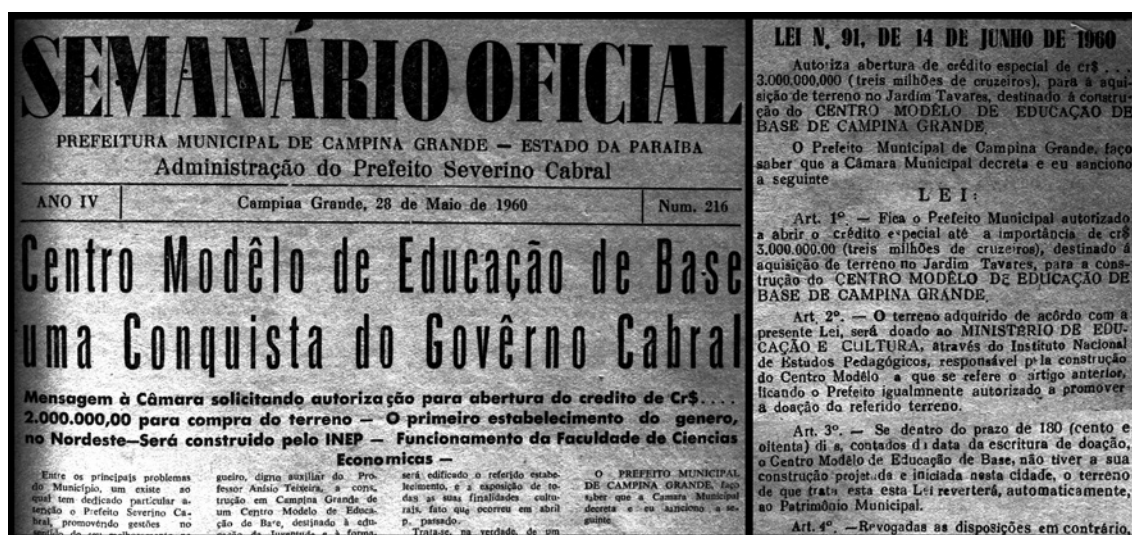 SEMANÁRIO OFICIAL
PREFEITURA MUNICIPAL DE CAMPINA GRANDE — ESTADO DA PARAÍBA
Administração do Prefeito Severino Cabral
ANO IV
Campina Grande, 28 de Maio de 1960
Num. 216
Centro Modêlo de Educação de Base
uma Conquista do Govêrno Cabral
Mensagem à Câmara solicitando autorização para abertura do credito de Cr$....
2.000.000,00 para compra do terreno — O primeiro estabelecimento do genero,
no Nordeste—Será construido pelo INEP — Funcionamento da Faculdade de Ciencias
Economicas —
Entre os principais problemas
do Município, um existe ao
qual tem dedicado particular a-
tenção o Prefeito Severino Ca-
bral, promovendo gestões no
gueiro, digno auxiliar do Pro-
fessor Anísio Teixeira, a cons-
trução em Campina Grande de
um Centro Modelo de Educa-
ção de Base, destinado à edu-
será edificado o referido estabe-
lecimento, e a exposição de to-
das as suas finalidades cultu-
rais, fato que ocorreu em abril
p. passado.
Trata-se, na verdade, de um
O PREFEITO MUNICIPAL
DE CAMPINA GRANDE, faço
saber que a Camara Municipal
decreta e eu sanciono a se-
guinte
LEI N. 91, DE 14 DE JUNHO DE 1960
Autoriza abertura de crédito especial de cr$ . . .
3.000.000,000 (treis milhões de cruzeiros), para à aqui-
sição de terreno no Jardim Tavares, destinado à constru-
ção do CENTRO MODÊLO DE EDUCAÇÃO DE
BASE DE CAMPINA GRANDE,
O Prefeito Municipal de Campina Grande, faço
saber que a Câmara Municipal decreta e eu sanciono
a seguinte
L E I :
Art. 1º. — Fica o Prefeito Municipal autorizado
a abrir o crédito especial até a importância de cr$
3.000.000.00 (treis milhões de cruzeiros), destinado à
aquisição de terreno no Jardim Tavares, para a cons-
trução do CENTRO MODÊLO DE EDUCAÇÃO DE
BASE DE CAMPINA GRANDE,
Art. 2º. — O terreno adquirido de acôrdo com a
presente Lei, será doado ao MINISTÉRIO DE EDU-
CAÇÃO E CULTURA, através do Instituto Nacional
de Estudos Pedagógicos, responsável pela construção
do Centro Modêlo a que se refere o artigo anterior,
ficando o Prefeito igualmnente autorizado a promover
a doação do referido terreno.
Art. 3º. — Se dentro do prazo de 180 (cento e
oitenta) dias, contados da data da escritura de doação,
o Centro Modêlo de Educação de Base, não tiver a sua
construção projetada e iniciada nesta cidade, o terreno
de que trata esta esta Lei reverterá, automaticamente,
ao Patrimônio Municipal.
Art. 4º. —Revogadas as disposições em contrário,